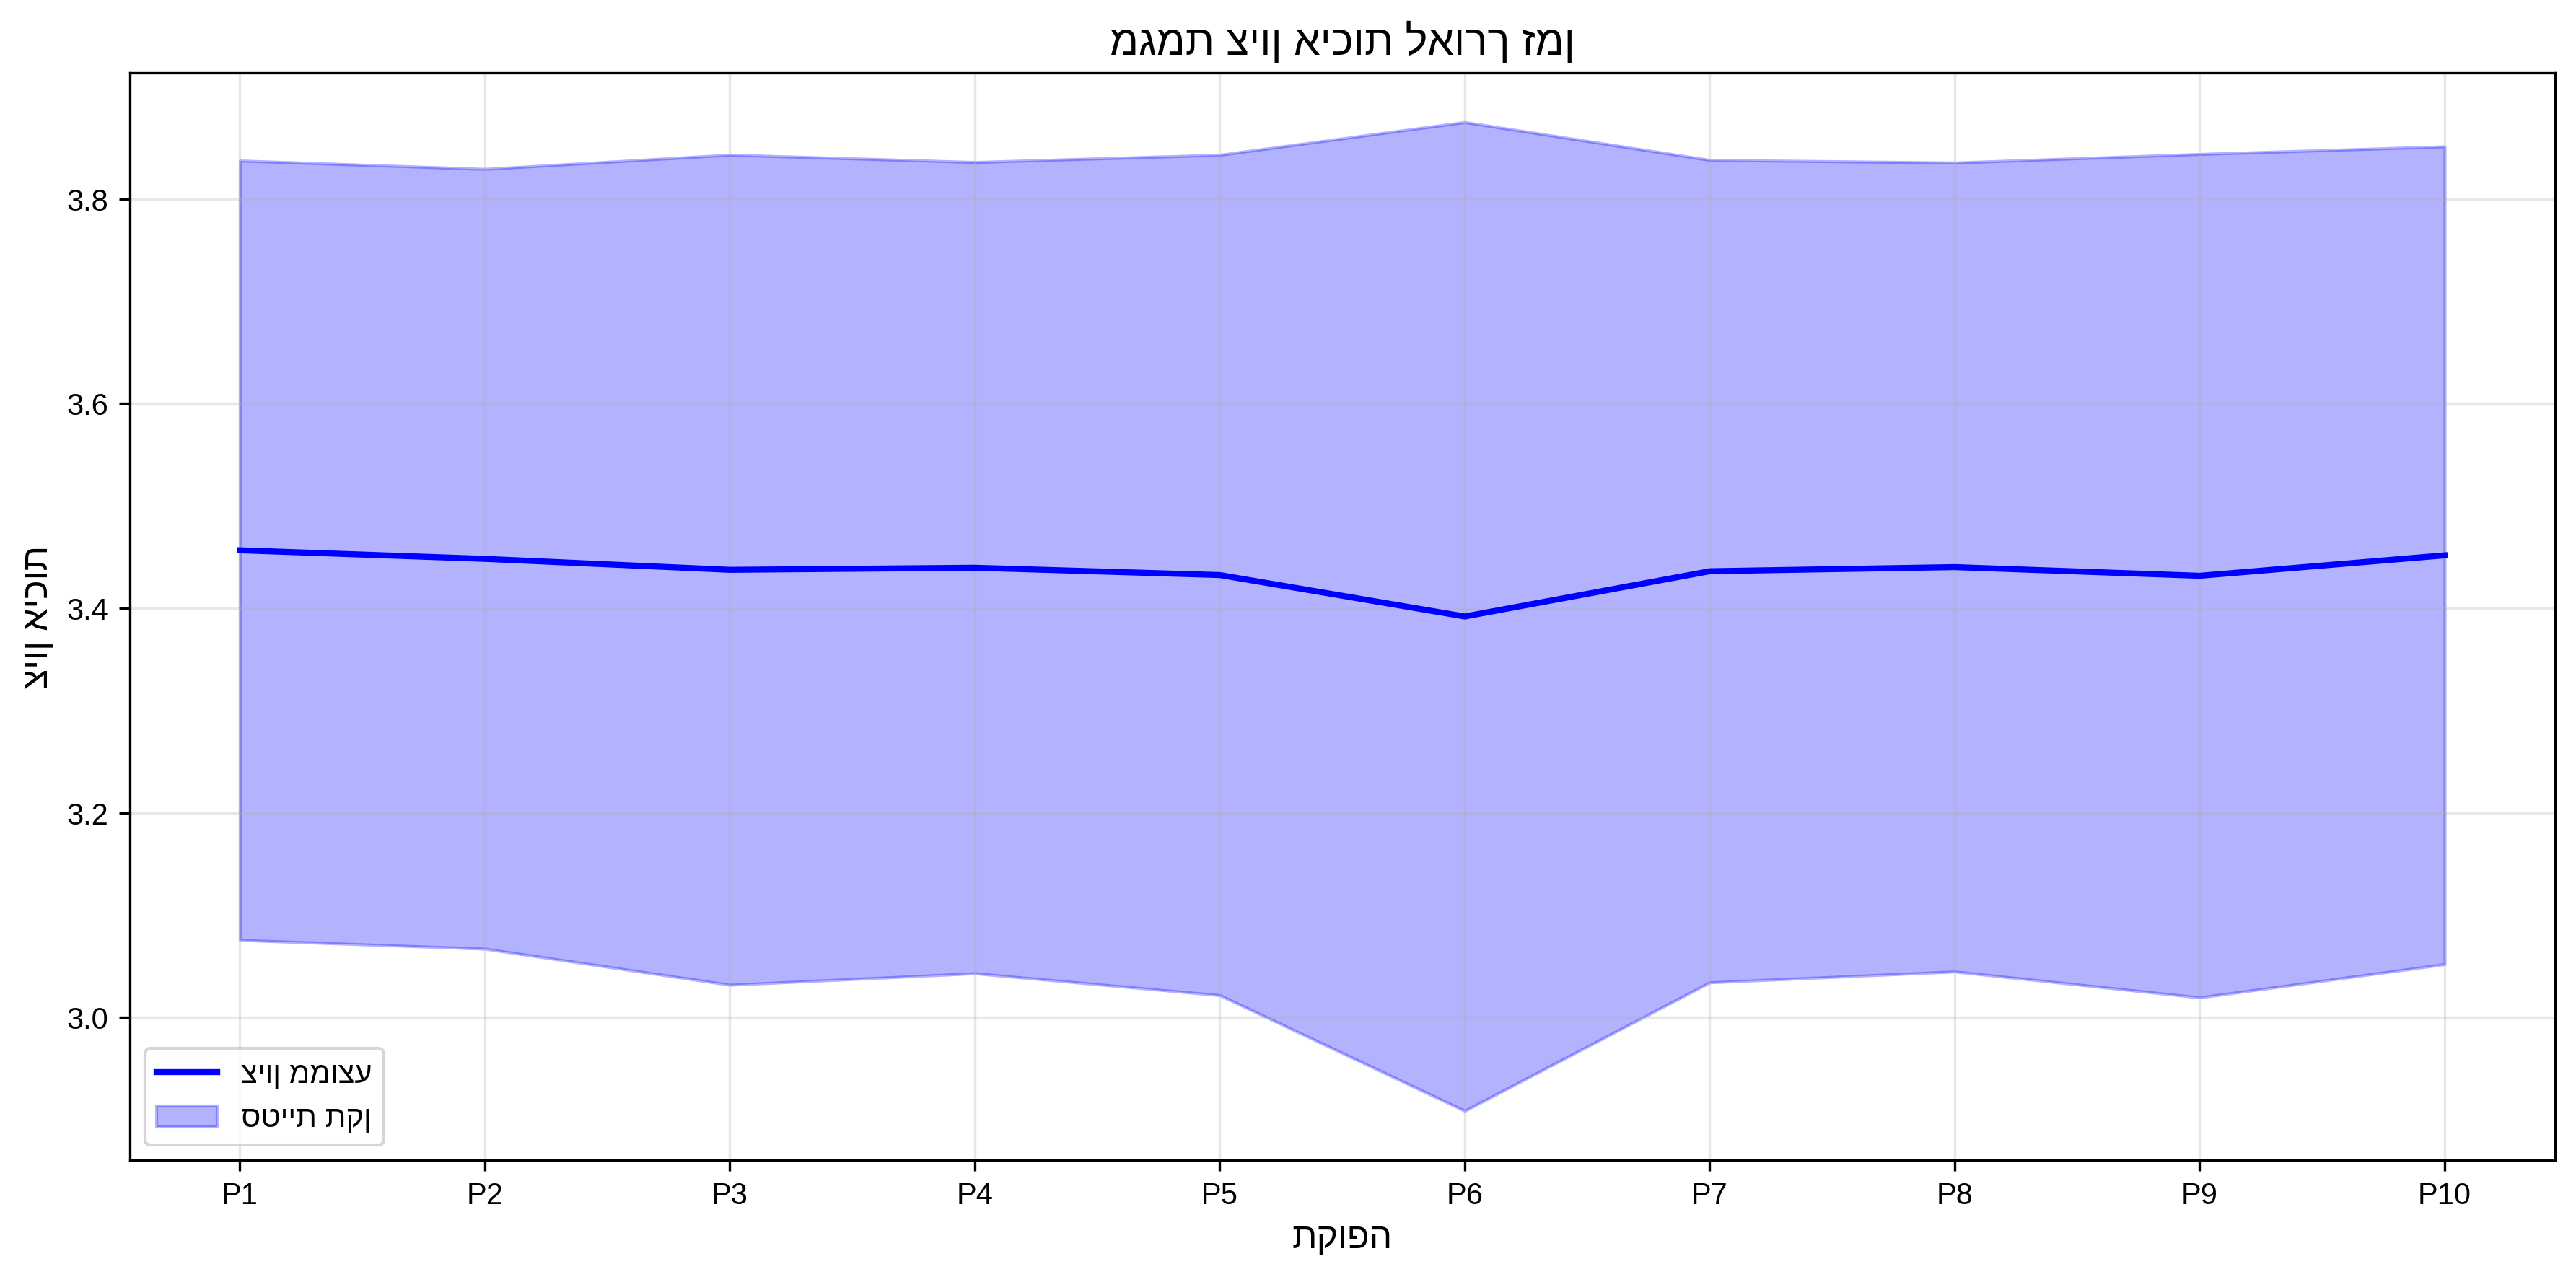 מגמת ציון איכות לאורך זמן
ציון איכות
3.8
3.6
3.4
3.2
3.0
ציון ממוצע
סטיית תקן
P1 P2 P3 P4 P5 P6 P7 P8 P9 P10
תקופה